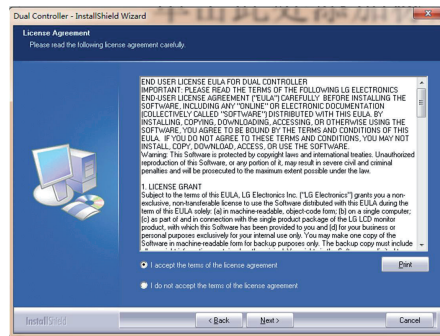 Dual Controller - InstallShield Wizard
License Agreement
Please read the following license agreement carefully.
END USER LICENSE EULA FOR DUAL CONTROLLER
IMPORTANT: PLEASE READ THE TERMS OF THE FOLLOWING LG ELECTRONICS
END-USER LICENSE AGREEMENT ("EULA") CAREFULLY BEFORE INSTALLING THE
SOFTWARE, INCLUDING ANY "ONLINE" OR ELECTRONIC DOCUMENTATION
(COLLECTIVELY CALLED "SOFTWARE") DISTRIBUTED WITH THIS EULA. BY
INSTALLING, COPYING, DOWNLOADING, ACCESSING, OR OTHERWISE USING THE
SOFTWARE, YOU AGREE TO BE BOUND BY THE TERMS AND CONDITIONS OF THIS
EULA. IF YOU DO NOT AGREE TO THESE TERMS AND CONDITIONS, YOU MAY NOT
INSTALL, COPY, DOWNLOAD, ACCESS, OR USE THE SOFTWARE.
Warning: This Software is protected by copyright laws and international treaties. Unauthorized
reproduction of this Software, or any portion of it, may result in severe civil and criminal
penalties and will be prosecuted to the maximum extent possible under the law.
1. LICENSE GRANT
Subject to the terms of this EULA, LG Electronics Inc. ("LG Electronics") grants you a non-
exclusive, non-transferable license to use the Software distributed with this EULA during the
term of this EULA solely: (a) in machine-readable, object-code form; (b) on a single computer;
(c) as part of and in connection with the single product package of the LG LCD monitor
product, with which this Software has been provided to you and (d) for your business or
personal purposes exclusively for your internal use only. You may make one copy of the
Software in machine-readable form for backup purposes only. The backup copy must include
I accept the terms of the license agreement
Print
I do not accept the terms of the license agreement
InstallShield
< Back
Next >
Cancel